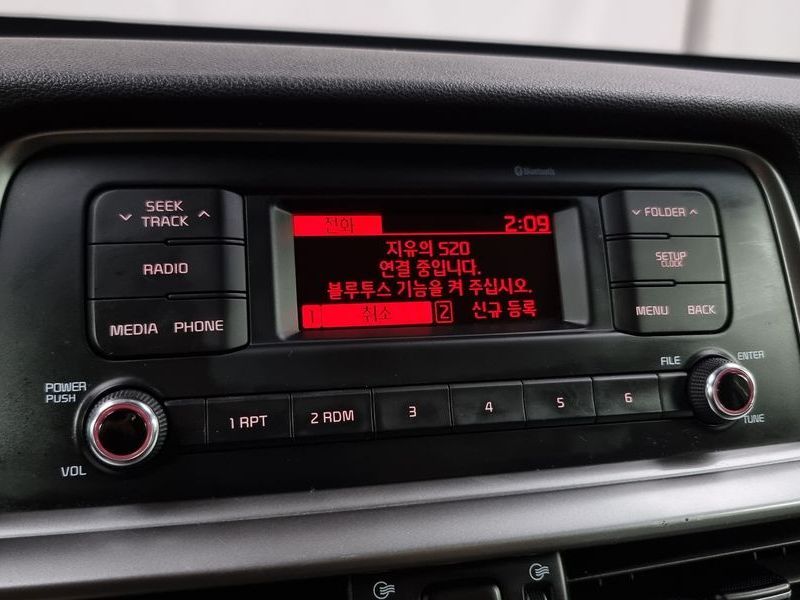 Bluetooth
SEEK
TRACK
RADIO
MEDIA PHONE
전화 2:09
지유의 S20
연결 중입니다.
블루투스 기능을 켜 주십시오.
1 취소 2 신규 등록
FOLDER
SETUP
CLOCK
MENU BACK
POWER
PUSH
VOL
1 RPT 2 RDM 3 4 5 6
FILE
ENTER
TUNE